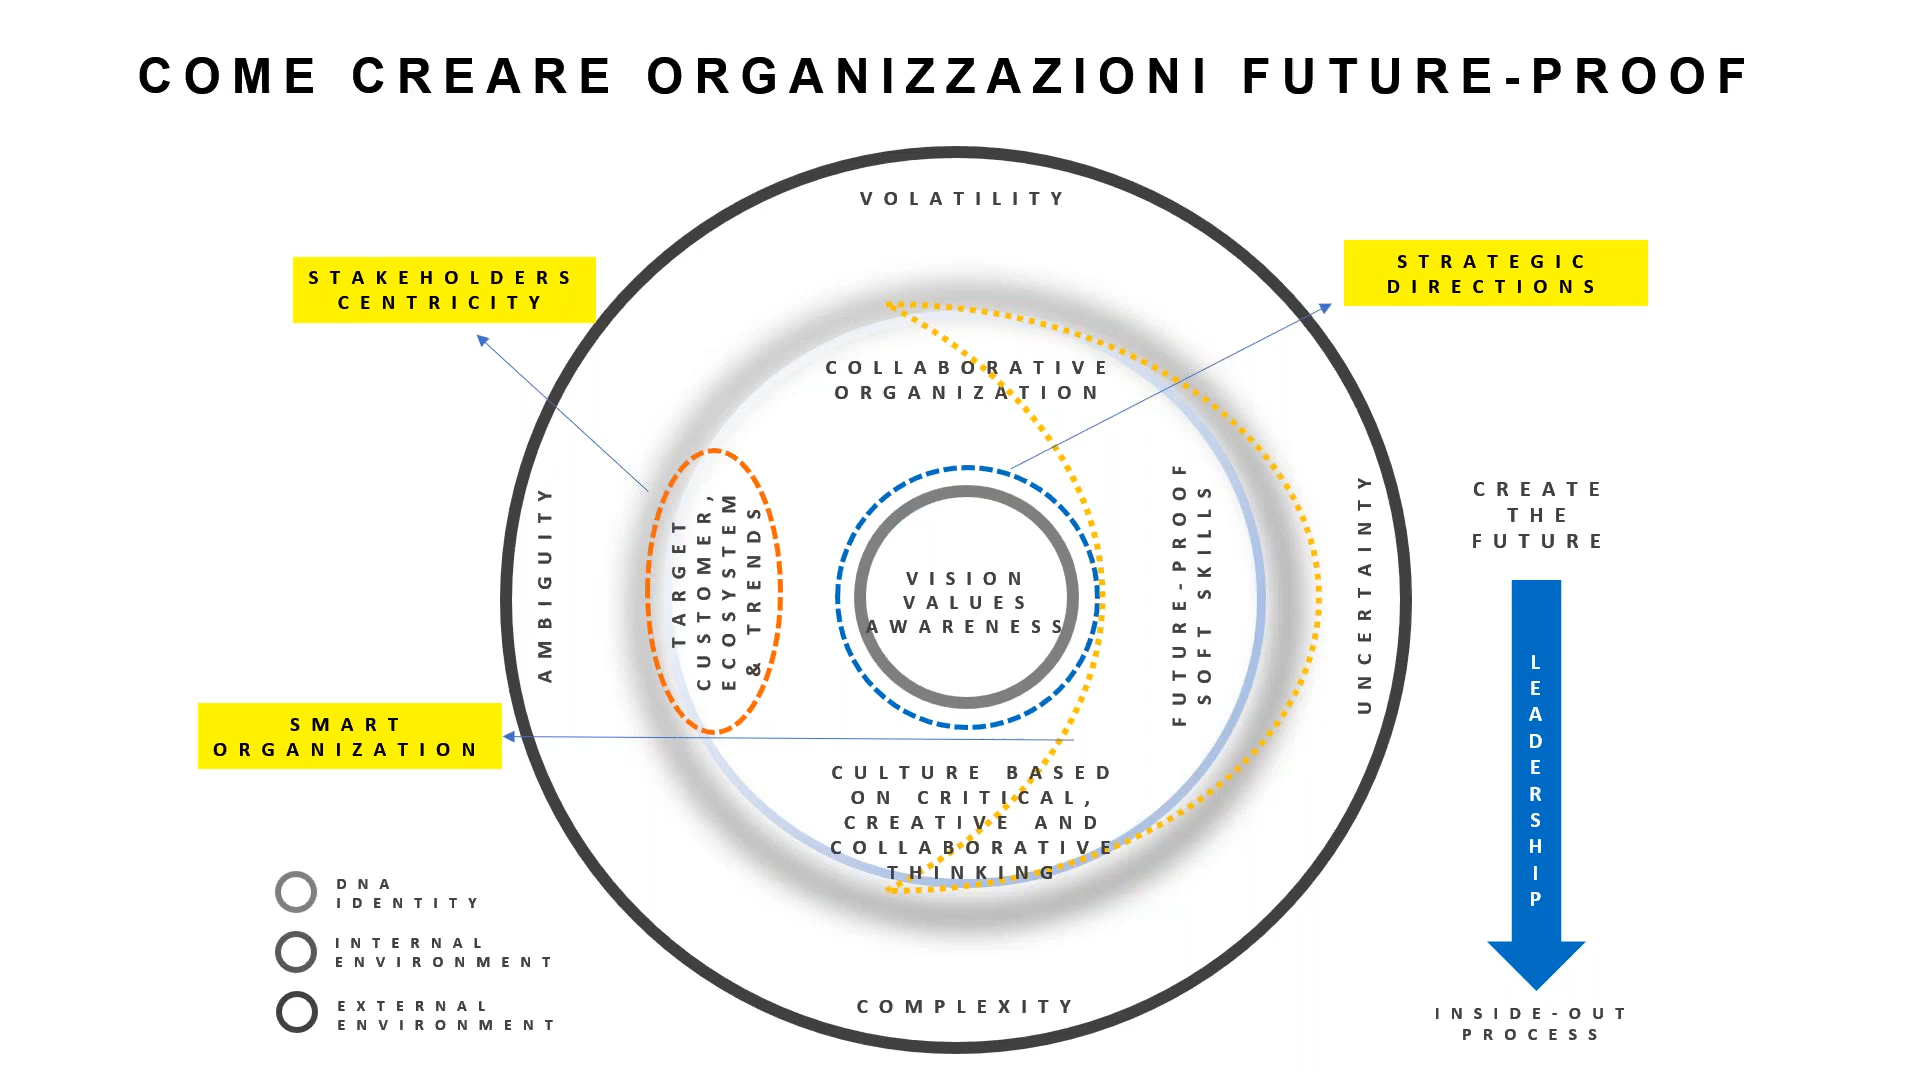 COME CREARE ORGANIZZAZIONI FUTURE-PROOF
VOLATILITY
STAKEHOLDERS
CENTRICITY
STRATEGIC
DIRECTIONS
COLLABORATIVE
ORGANIZATION
AMBIGUITY
TARGET
CUSTOMER,
ECOSYSTEM
& TRENDS
VISION
VALUES
AWARENESS
FUTURE-PROOF
SOFT SKILLS
UNCERTAINTY
CREATE
THE
FUTURE
LEADERSHIP
SMART
ORGANIZATION
CULTURE BASED
ON CRITICAL,
CREATIVE AND
COLLABORATIVE
THINKING
DNA
IDENTITY
INTERNAL
ENVIRONMENT
EXTERNAL
ENVIRONMENT
COMPLEXITY
INSIDE-OUT
PROCESS